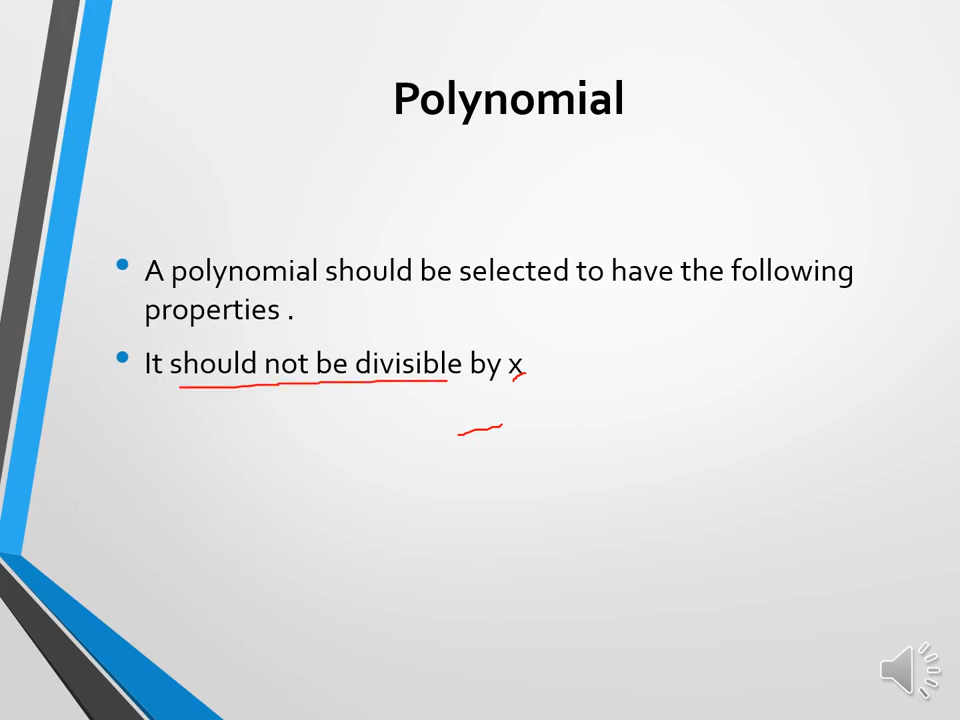 Polynomial
A polynomial should be selected to have the following
properties .
It should not be divisible by x